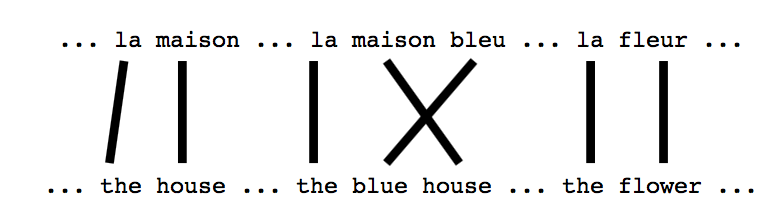 ... la maison ... la maison bleu ... la fleur ...
... the house ... the blue house ... the flower ...